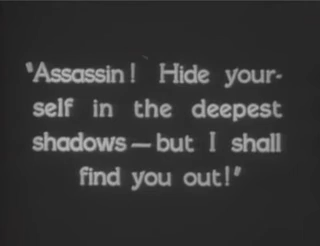 "Assassin! Hide your-
self in the deepest
shadows — but I shall
find you out!"